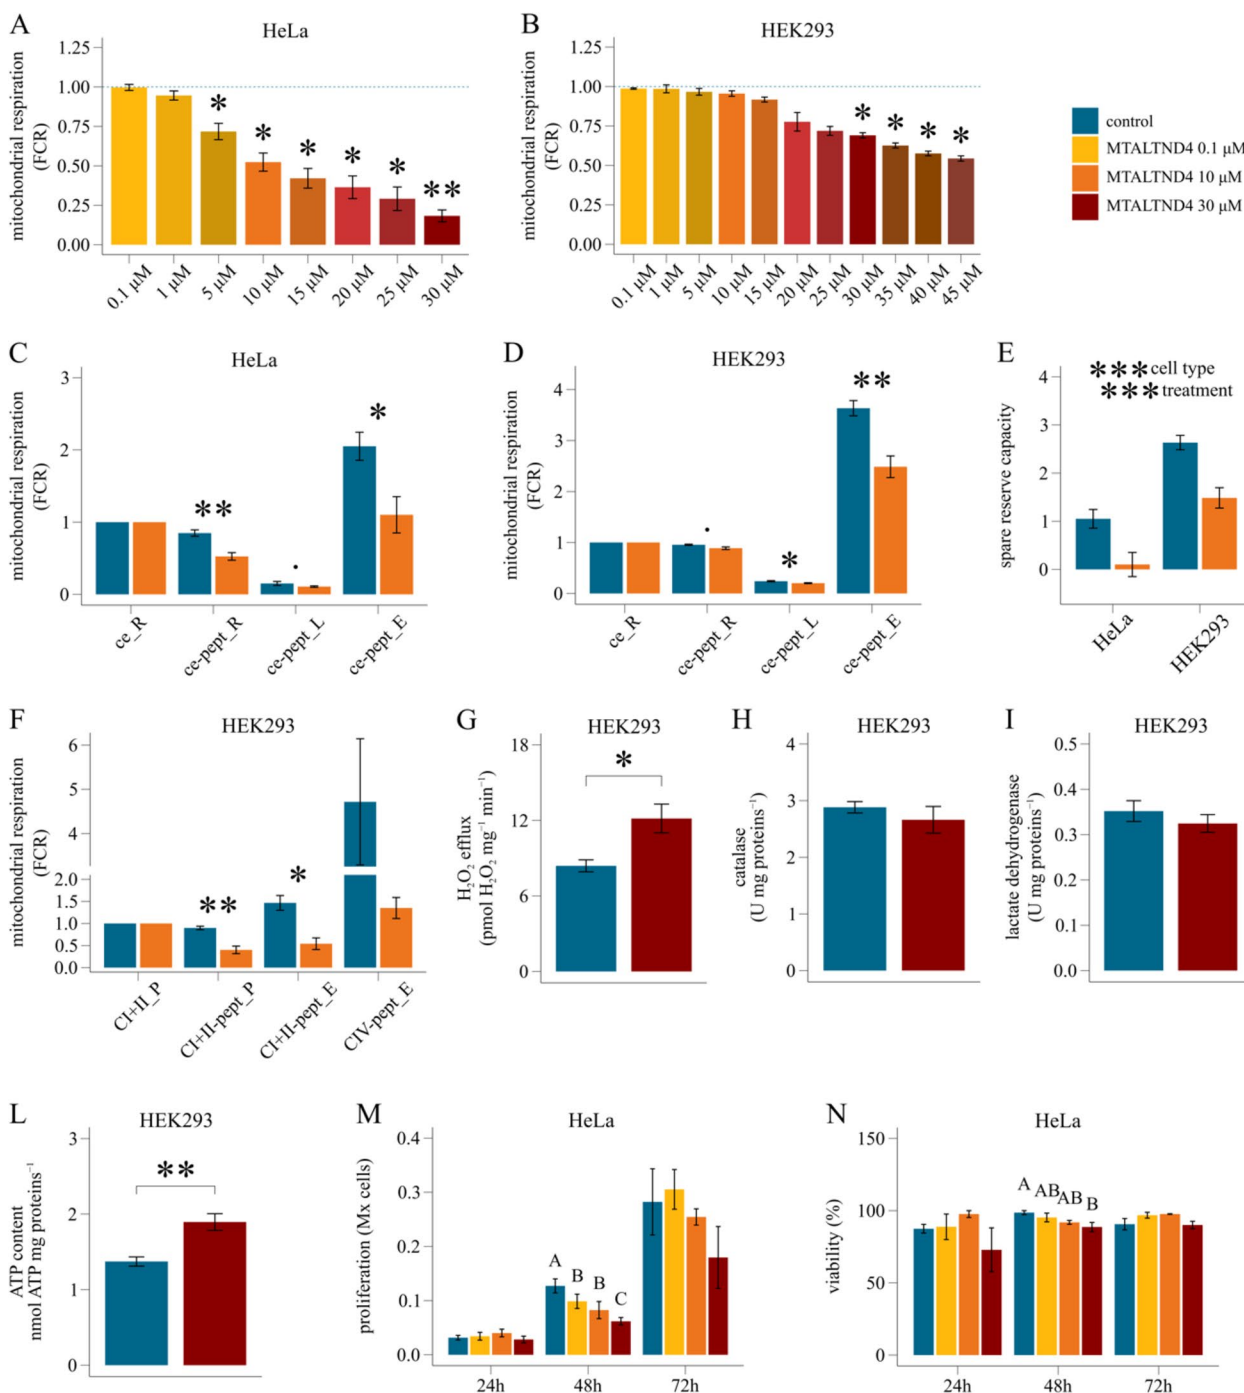 A
HeLa
mitochondrial respiration
(FCR)
1.25
1.00
0.75
0.50
0.25
0.00
*
*
*
*
*
**
0.1 µM
1 µM
5 µM
10 µM
15 µM
20 µM
25 µM
30 µM
B
HEK293
mitochondrial respiration
(FCR)
1.25
1.00
0.75
0.50
0.25
0.00
*
*
*
*
0.1 µM
1 µM
5 µM
10 µM
15 µM
20 µM
25 µM
30 µM
35 µM
40 µM
45 µM
control
MTALTND4 0.1 µM
MTALTND4 10 µM
MTALTND4 30 µM
C
HeLa
mitochondrial respiration
(FCR)
3
2
1
0
**
•
*
ce_R
ce-pept_R
ce-pept_L
ce-pept_E
D
HEK293
mitochondrial respiration
(FCR)
4
3
2
1
0
•
*
**
ce_R
ce-pept_R
ce-pept_L
ce-pept_E
E
spare reserve capacity
4
3
2
1
0
*** cell type
*** treatment
HeLa
HEK293
F
HEK293
mitochondrial respiration
(FCR)
6
5
4
2.0
1.5
1.0
0.5
0.0
**
*
CI+II_P
CI+II-pept_P
CI+II-pept_E
CIV-pept_E
G
HEK293
H₂O₂ efflux
(pmol H₂O₂ mg⁻¹ min⁻¹)
18
12
6
0
*
H
HEK293
catalase
(U mg proteins⁻¹)
4
3
2
1
0
I
HEK293
lactate dehydrogenase
(U mg proteins⁻¹)
0.5
0.4
0.3
0.2
0.1
0.0
L
HEK293
ATP content
nmol ATP mg proteins⁻¹
3
2
1
0
**
M
HeLa
proliferation (Mx cells)
0.4
0.3
0.2
0.1
0.0
A
B
B
C
24h
48h
72h
N
HeLa
viability (%)
150
100
50
0
A
AB
AB
B
24h
48h
72h